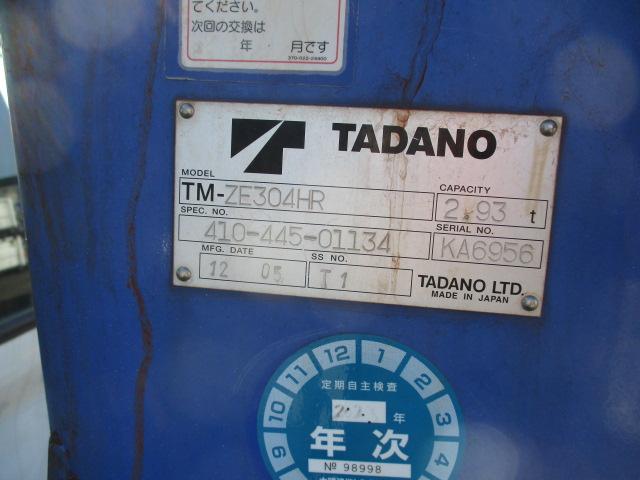 てください。
次回の交換は
年 月です
TADANO
MODEL
TM-ZE304HR
CAPACITY
2.93 t
SPEC. NO.
410-445-01134
SERIAL NO.
KA6956
MFG. DATE
12 05
SS NO.
T1
TADANO LTD.
MADE IN JAPAN
9 10 11 12 1 2 3 4
定期自主検査
年
年次
№ 98998